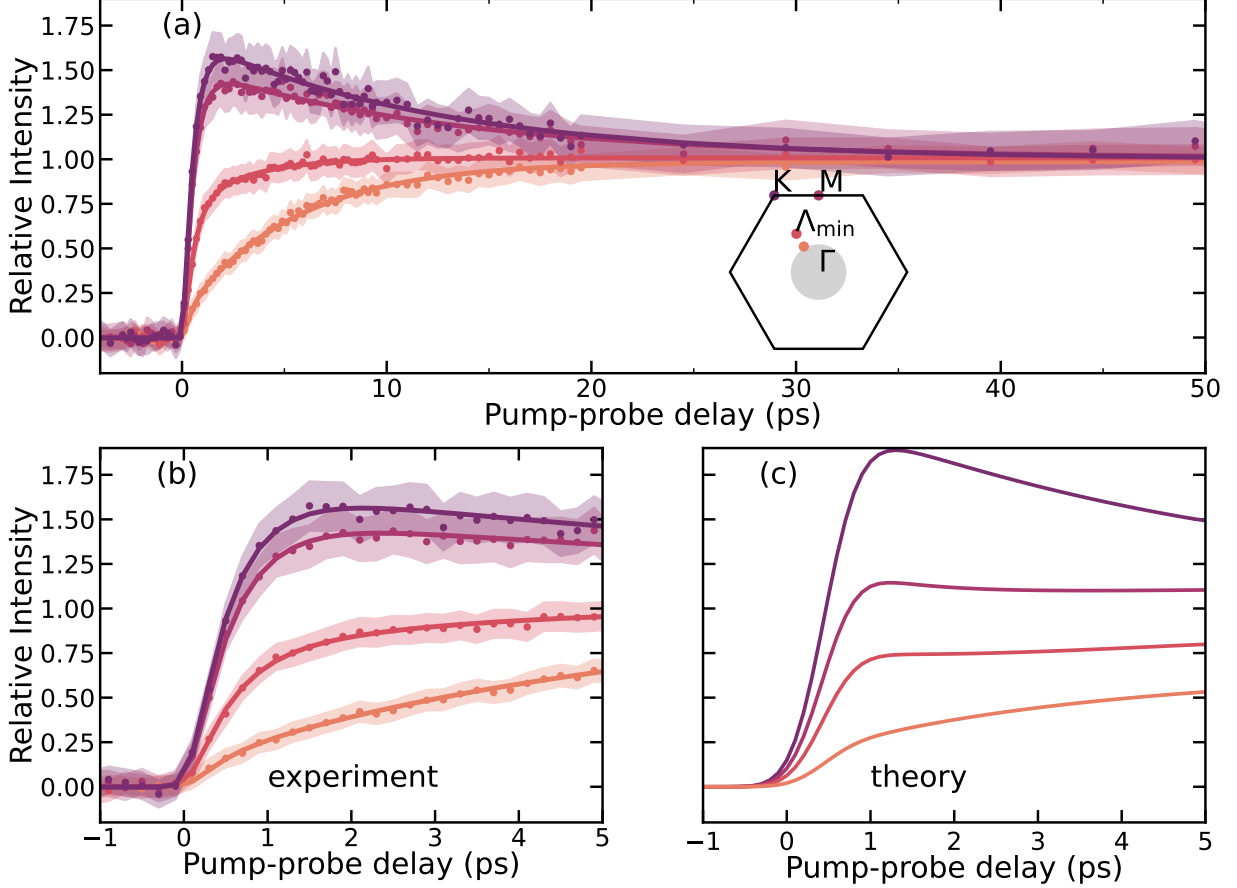 (a)
Relative Intensity
1.75
1.50
1.25
1.00
0.75
0.50
0.25
0.00
K M
Λmin
Γ
0 10 20 30 40 50
Pump-probe delay (ps)
(b)
Relative Intensity
1.75
1.50
1.25
1.00
0.75
0.50
0.25
0.00
experiment
−1 0 1 2 3 4 5
Pump-probe delay (ps)
(c)
theory
−1 0 1 2 3 4 5
Pump-probe delay (ps)